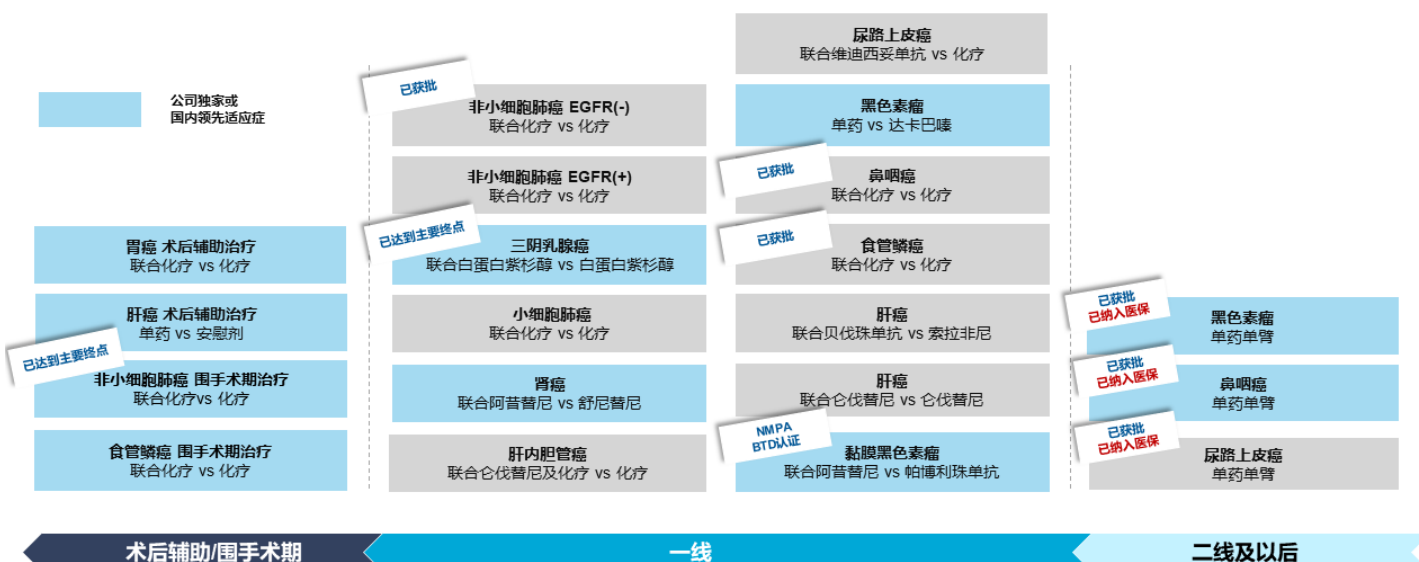 公司独家或
国内领先适应症
胃癌 术后辅助治疗
联合化疗 vs 化疗
肝癌 术后辅助治疗
单药 vs 安慰剂
已达到主要终点
非小细胞肺癌 围手术期治疗
联合化疗vs 化疗
食管鳞癌 围手术期治疗
联合化疗 vs 化疗
已获批
非小细胞肺癌 EGFR(-)
联合化疗 vs 化疗
非小细胞肺癌 EGFR(+)
联合化疗 vs 化疗
已达到主要终点
三阴乳腺癌
联合白蛋白紫杉醇 vs 白蛋白紫杉醇
小细胞肺癌
联合化疗 vs 化疗
肾癌
联合阿昔替尼 vs 舒尼替尼
肝内胆管癌
联合仑伐替尼及化疗 vs 化疗
尿路上皮癌
联合维迪西妥单抗 vs 化疗
黑色素瘤
单药 vs 达卡巴嗪
已获批
鼻咽癌
联合化疗 vs 化疗
已获批
食管鳞癌
联合化疗 vs 化疗
肝癌
联合贝伐珠单抗 vs 索拉非尼
肝癌
联合仑伐替尼 vs 仑伐替尼
NMPA
BTD认证
黏膜黑色素瘤
联合阿昔替尼 vs 帕博利珠单抗
已获批
已纳入医保
黑色素瘤
单药单臂
已获批
已纳入医保
鼻咽癌
单药单臂
已获批
已纳入医保
尿路上皮癌
单药单臂
术后辅助/围手术期
一线
二线及以后